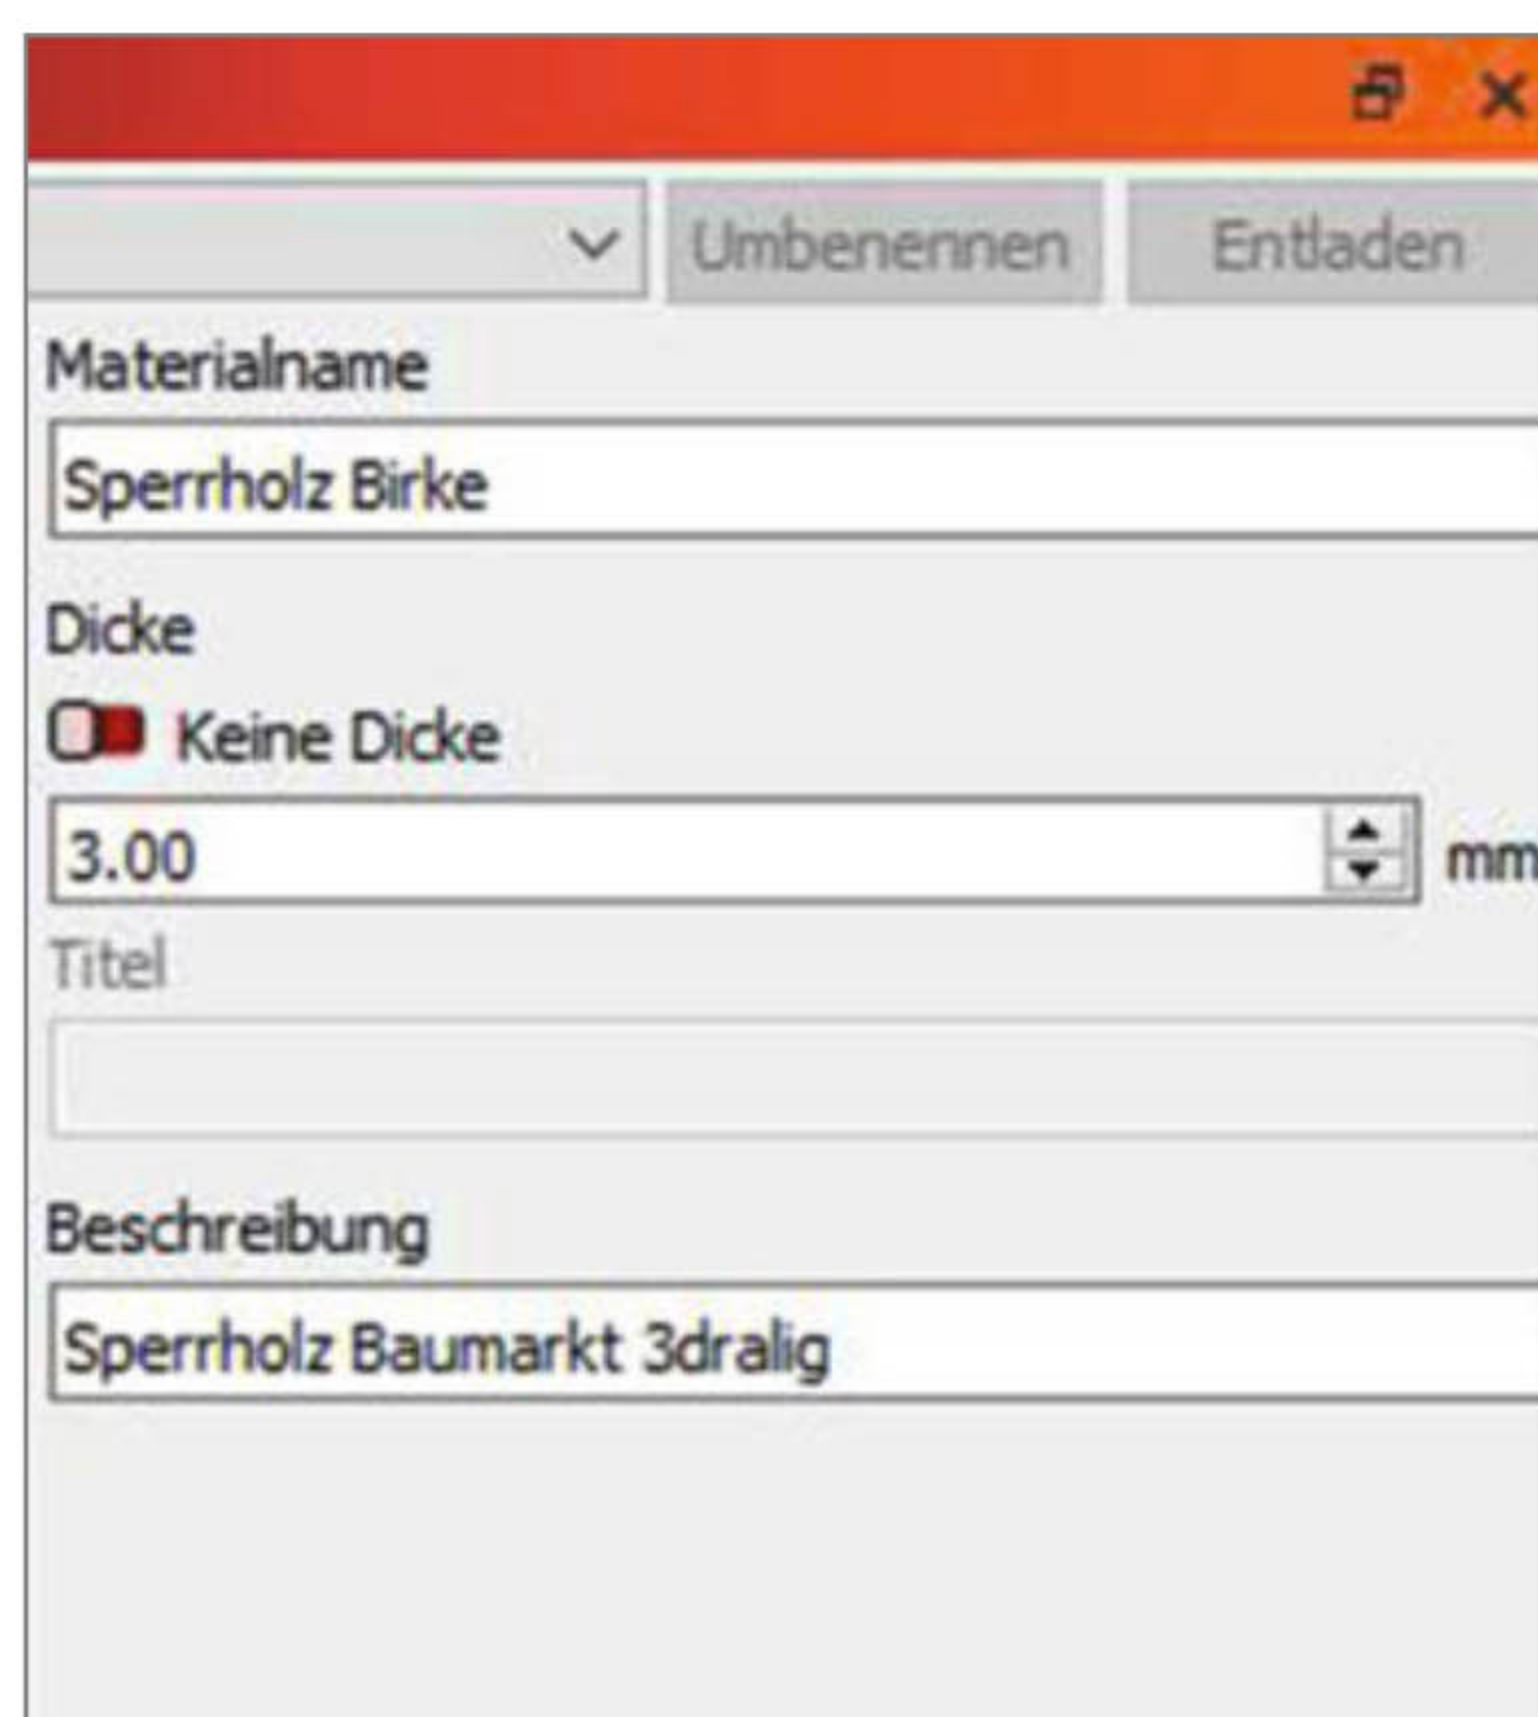 Umbenennen Entladen
Materialname
Sperrholz Birke
Dicke
Keine Dicke
3.00 mm
Titel
Beschreibung
Sperrholz Baumarkt 3dralig